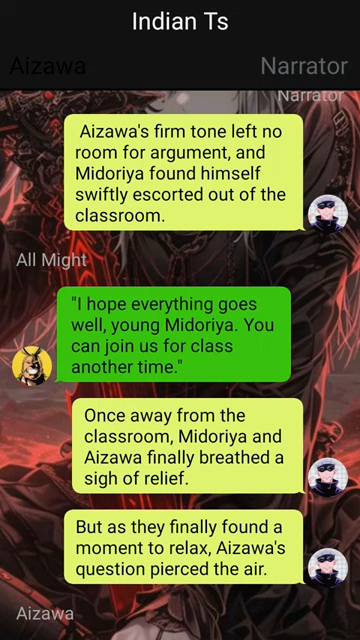 Indian Ts
Aizawa
Narrator
Narrator
Aizawa's firm tone left no
room for argument, and
Midoriya found himself
swiftly escorted out of the
classroom.
All Might
"I hope everything goes
well, young Midoriya. You
can join us for class
another time."
Once away from the
classroom, Midoriya and
Aizawa finally breathed a
sigh of relief.
But as they finally found a
moment to relax, Aizawa's
question pierced the air.
Aizawa